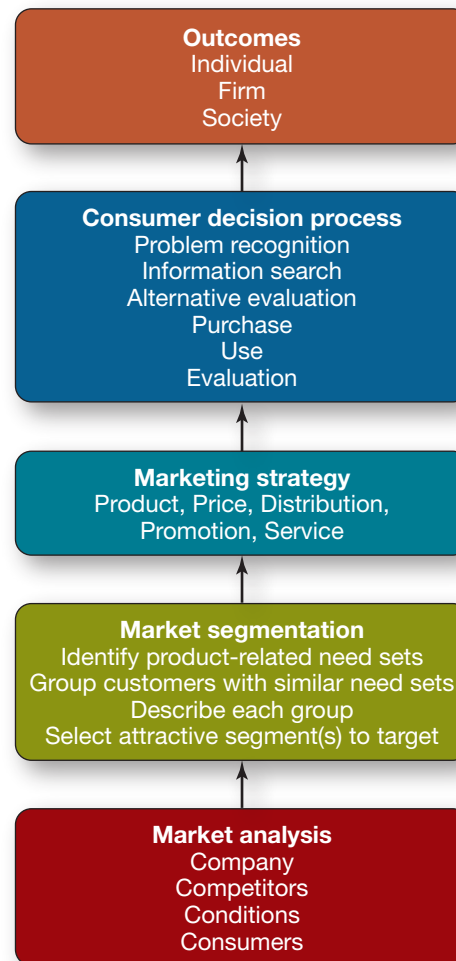 Outcomes
Individual
Firm
Society
Consumer decision process
Problem recognition
Information search
Alternative evaluation
Purchase
Use
Evaluation
Marketing strategy
Product, Price, Distribution,
Promotion, Service
Market segmentation
Identify product-related need sets
Group customers with similar need sets
Describe each group
Select attractive segment(s) to target
Market analysis
Company
Competitors
Conditions
Consumers